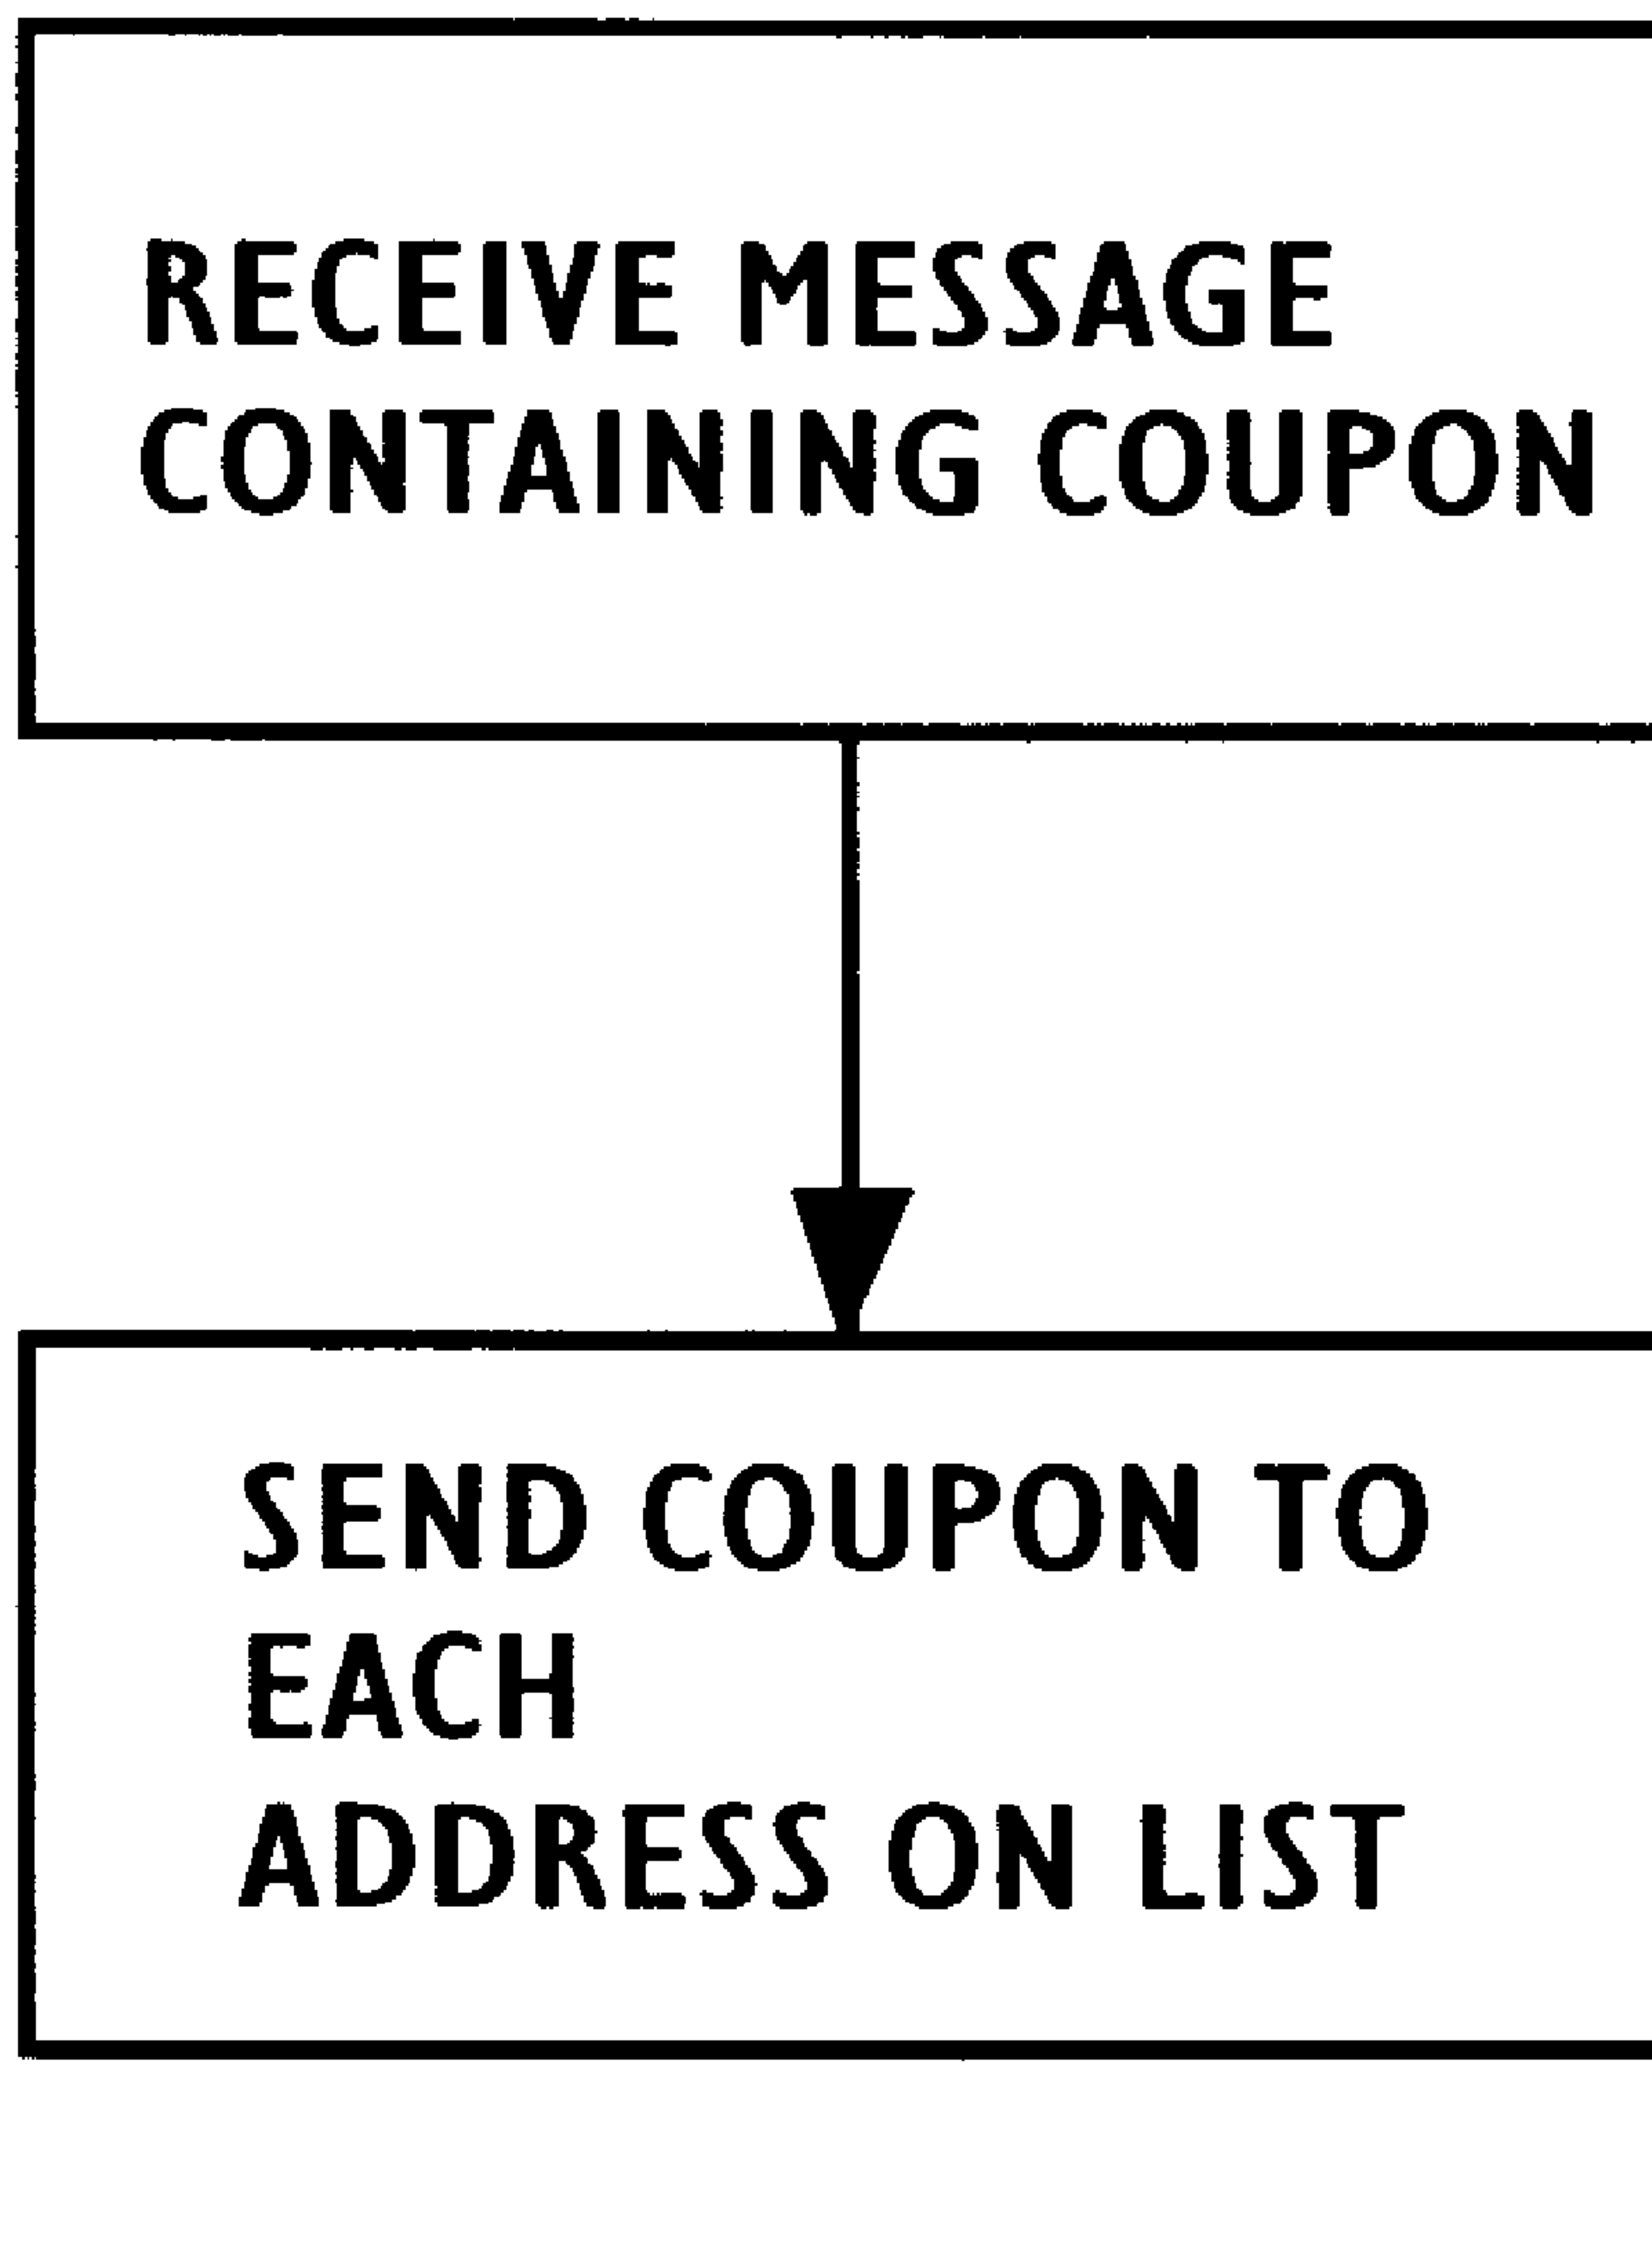 RECEIVE MESSAGE
CONTAINING COUPON
SEND COUPON TO
EACH
ADDRESS ON LIST